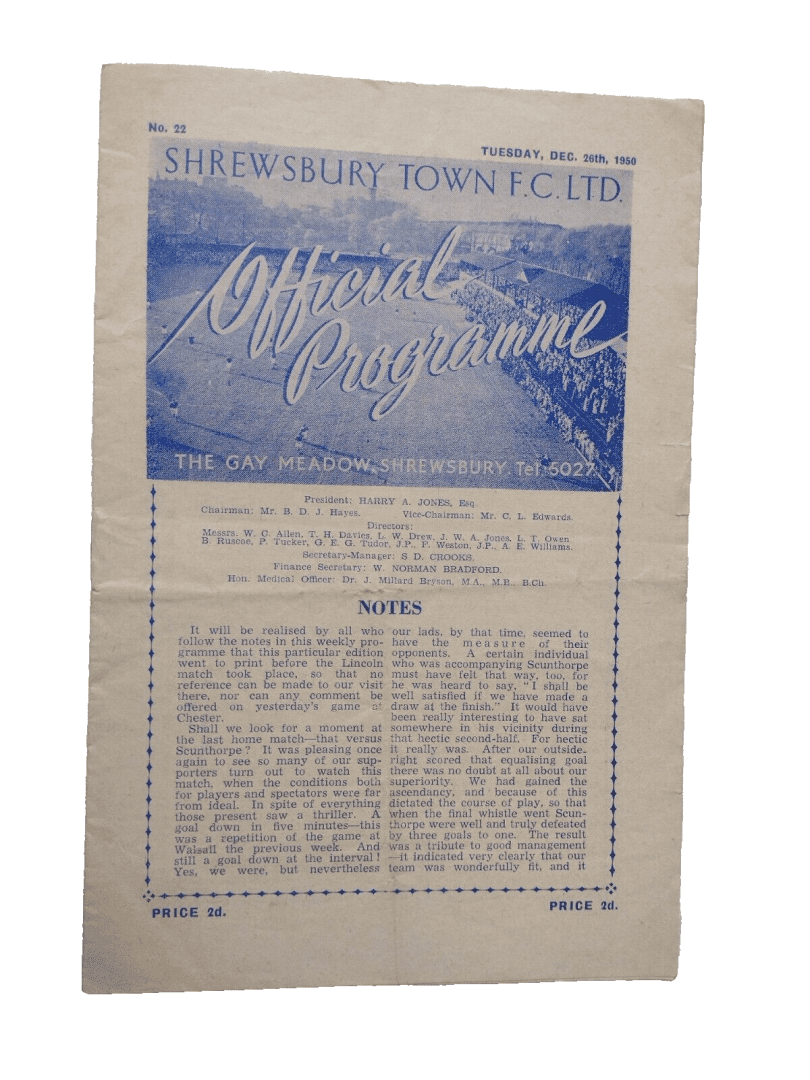 No. 22
TUESDAY, DEC. 26th, 1950
SHREWSBURY TOWN F.C. LTD.
Official
Programme
THE GAY MEADOW, SHREWSBURY. Tel. 5027
President: HARRY A. JONES, Esq.
Chairman: Mr. B. D. J. Hayes. Vice-Chairman: Mr. C. L. Edwards.
Directors:
Messrs. W. C. Allen, T. H. Davies, L. W. Drew, J. W. A. Jones, L. T. Owen,
B. Ruscoe, P. Tucker, G. E. G. Tudor, J.P., F. Weston, J.P., A. E. Williams.
Secretary-Manager: S D. CROOKS.
Finance Secretary: W. NORMAN BRADFORD.
Hon. Medical Officer: Dr. J. Millard Bryson, M.A., M.B., B.Ch.
NOTES
It will be realised by all who
follow the notes in this weekly pro-
gramme that this particular edition
went to print before the Lincoln
match took place, so that no
reference can be made to our visit
there, nor can any comment be
offered on yesterday's game at
Chester.
Shall we look for a moment at
the last home match—that versus
Scunthorpe? It was pleasing once
again to see so many of our sup-
porters turn out to watch this
match, when the conditions both
for players and spectators were far
from ideal. In spite of everything
those present saw a thriller. A
goal down in five minutes—this
was a repetition of the game at
Walsall the previous week. And
still a goal down at the interval!
Yes, we were, but nevertheless
our lads, by that time, seemed to
have the measure of their
opponents. A certain individual
who was accompanying Scunthorpe
must have felt that way, too, for
he was heard to say, "I shall be
well satisfied if we have made a
draw at the finish." It would have
been really interesting to have sat
somewhere in his vicinity during
that hectic second-half. For hectic
it really was. After our outside-
right scored that equalising goal
there was no doubt at all about our
superiority. We had gained the
ascendancy, and because of this
dictated the course of play, so that
when the final whistle went Scun-
thorpe were well and truly defeated
by three goals to one. The result
was a tribute to good management
—it indicated very clearly that our
team was wonderfully fit, and it
PRICE 2d.
PRICE 2d.